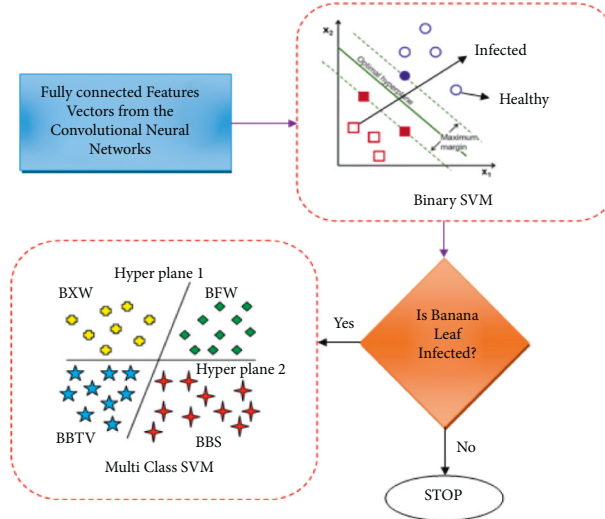 Fully connected Features
Vectors from the
Convolutional Neural
Networks
x2
Optimal hyperplane
Maximum
margin
x1
Infected
Healthy
Binary SVM
Is Banana
Leaf
Infected?
Yes
No
STOP
Hyper plane 1
BXW
BFW
Hyper plane 2
BBTV
BBS
Multi Class SVM